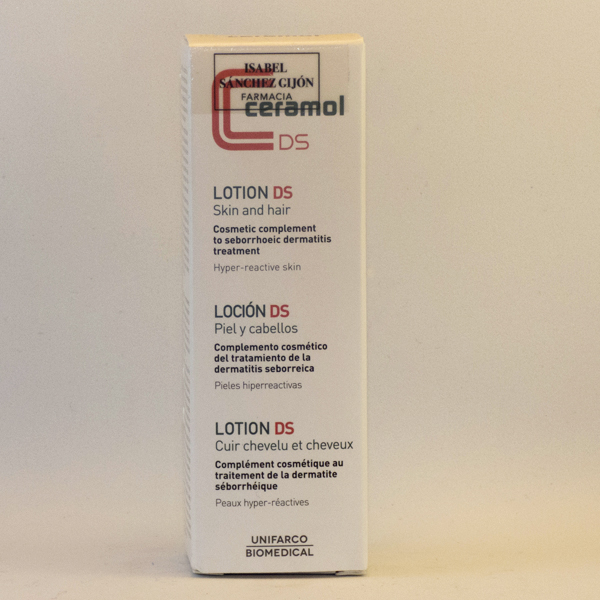 ISABEL
SÁNCHEZ GIJÓN
FARMACIA
ceramol
DS
LOTION DS
Skin and hair
Cosmetic complement
to seborrhoeic dermatitis
treatment
Hyper-reactive skin
LOCIÓN DS
Piel y cabellos
Complemento cosmético
del tratamiento de la
dermatitis seborreica
Pieles hiperreactivas
LOTION DS
Cuir chevelu et cheveux
Complément cosmétique au
traitement de la dermatite
séborrhéique
Peaux hyper-réactives
UNIFARCO
BIOMEDICAL